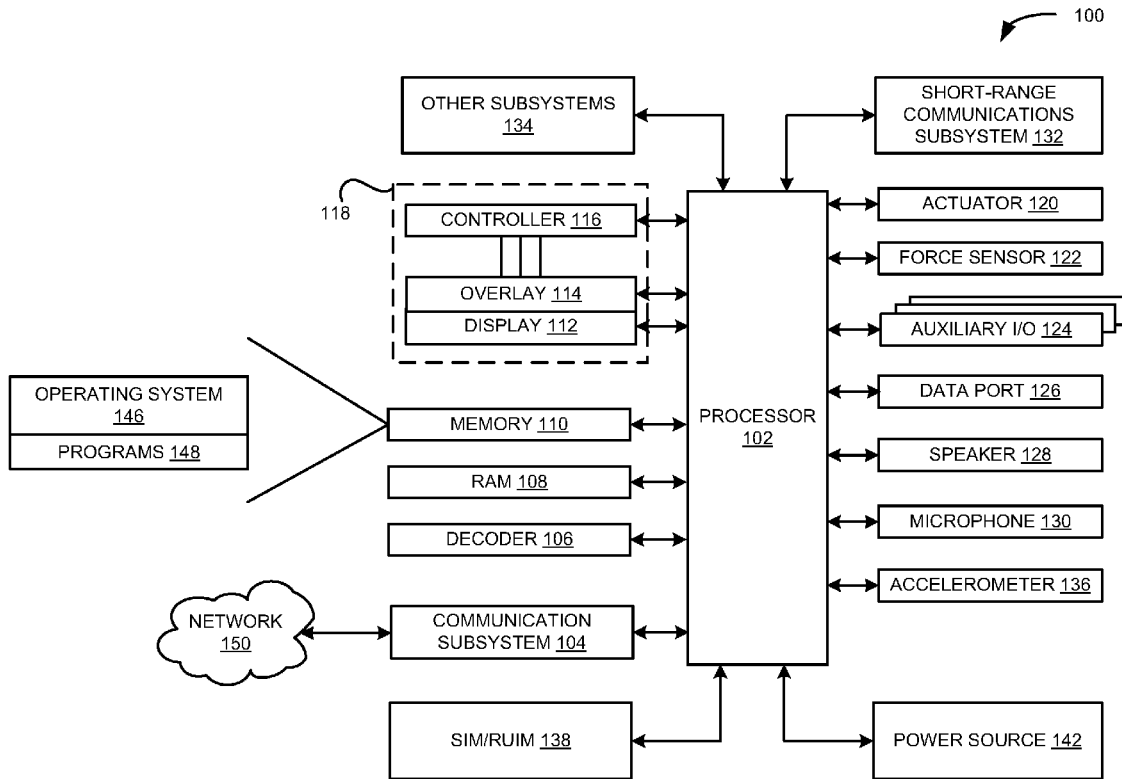 100
OTHER SUBSYSTEMS
134
SHORT-RANGE
COMMUNICATIONS
SUBSYSTEM 132
118
CONTROLLER 116
OVERLAY 114
DISPLAY 112
OPERATING SYSTEM
146
PROGRAMS 148
MEMORY 110
RAM 108
DECODER 106
NETWORK
150
COMMUNICATION
SUBSYSTEM 104
SIM/RUIM 138
PROCESSOR
102
ACTUATOR 120
FORCE SENSOR 122
AUXILIARY I/O 124
DATA PORT 126
SPEAKER 128
MICROPHONE 130
ACCELEROMETER 136
POWER SOURCE 142